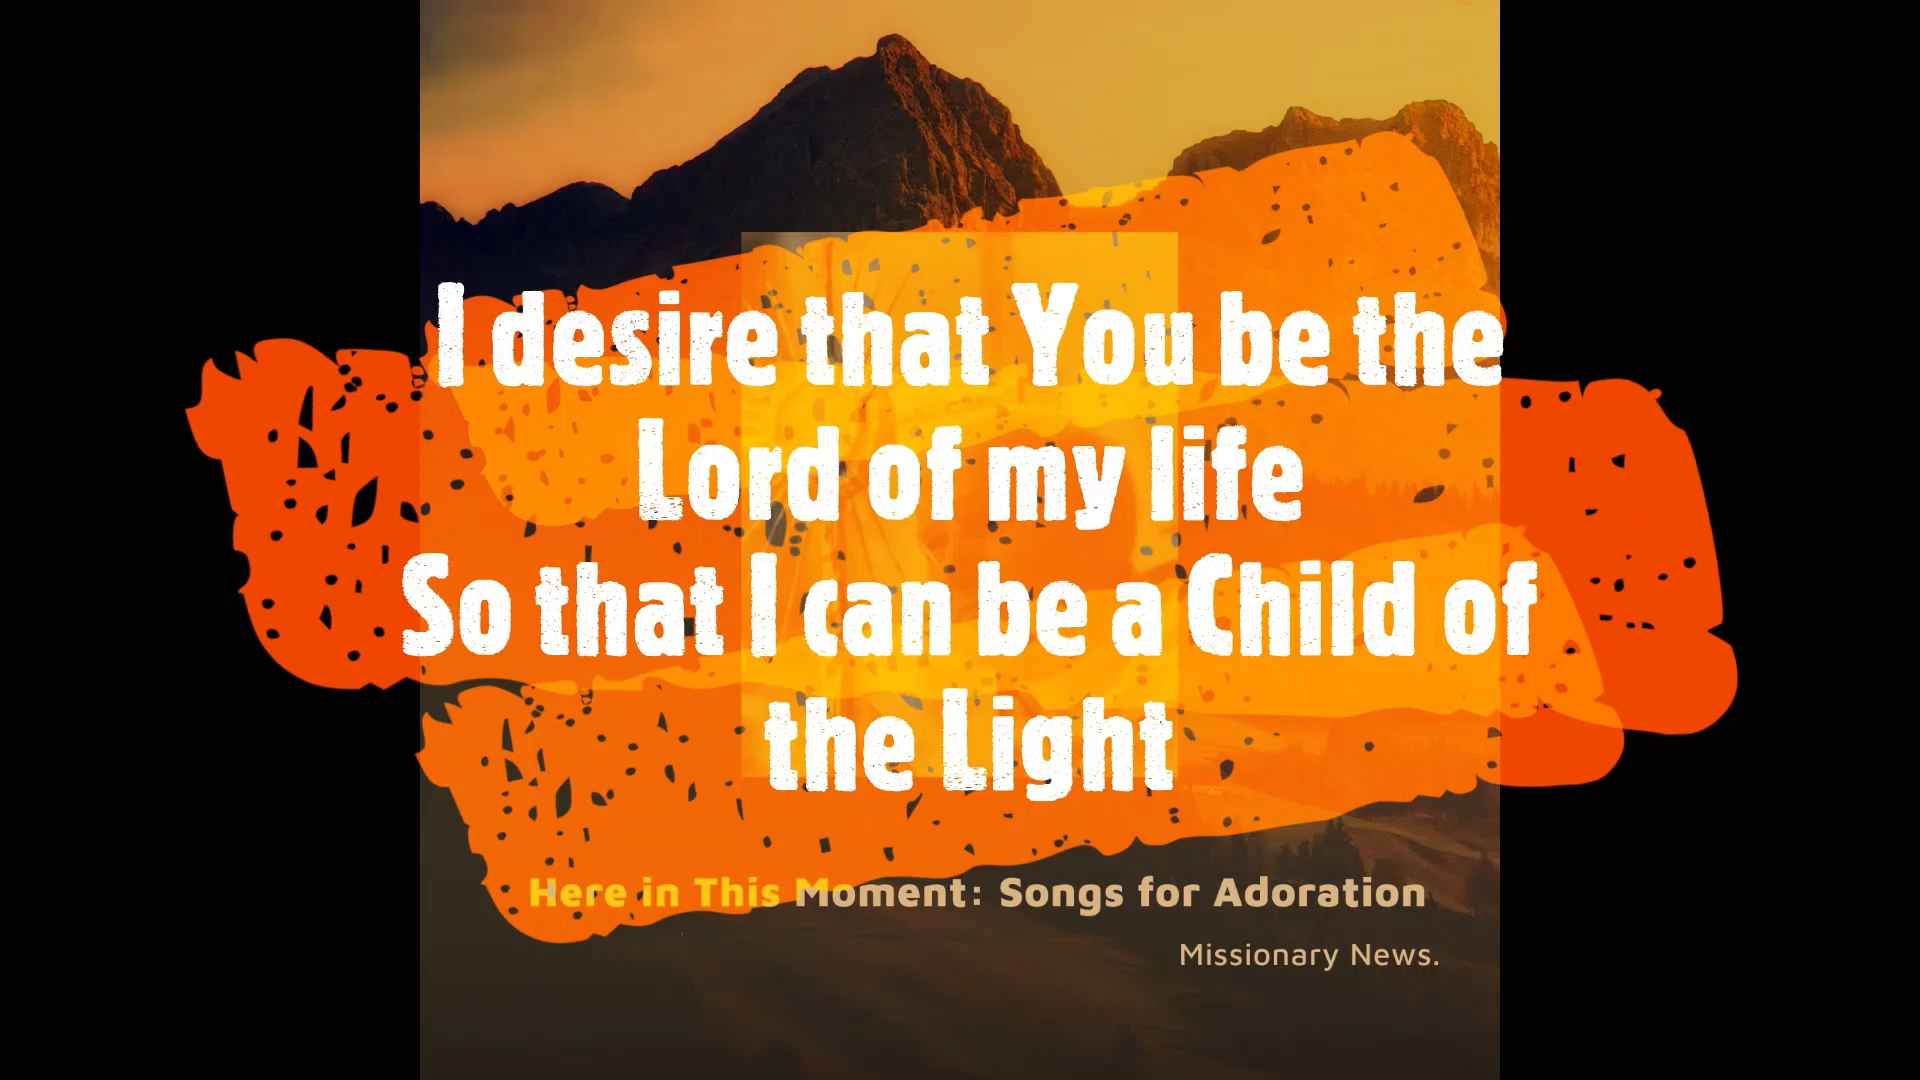 I desire that You be the
Lord of my life
So that I can be a Child of
the Light
Here in This Moment: Songs for Adoration
Missionary News.